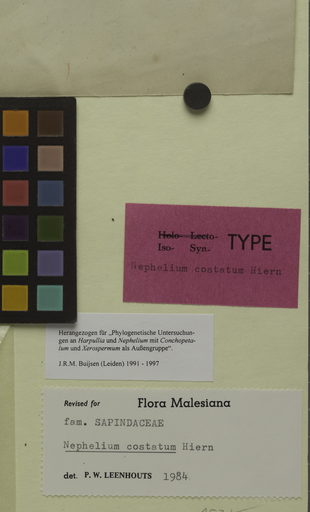 Holo- Lecto-
Iso- Syn- TYPE
Nephelium costatum Hiern
Herangezogen für „Phylogenetische Untersuchun-
gen an Harpullia und Nephelium mit Conchopeta-
lum und Xerospermum als Außengruppe“.
J.R.M. Buijsen (Leiden) 1991 - 1997
Revised for Flora Malesiana
fam. SAPINDACEAE
Nephelium costatum Hiern
det. P. W. LEENHOUTS 1984.